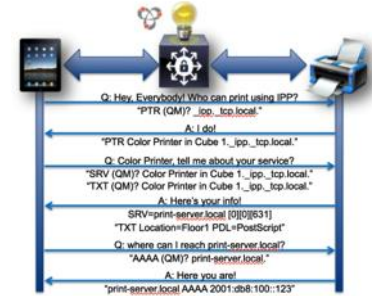 Q: Hey, Everybody! Who can print using IPP?
"PTR (QM)? _ipp._tcp.local."
A: I do!
"PTR Color Printer in Cube 1._ipp._tcp.local."
Q: Color Printer, tell me about your service?
"SRV (QM)? Color Printer in Cube 1._ipp._tcp.local."
"TXT (QM)? Color Printer in Cube 1._ipp._tcp.local."
A: Here's your info!
SRV=print-server.local [0][0][631]
"TXT Location=Floor1 PDL=PostScript"
Q: where can I reach print-server.local?
"AAAA (QM)? print-server.local."
A: Here you are!
"print-server.local AAAA 2001:db8:100::123"